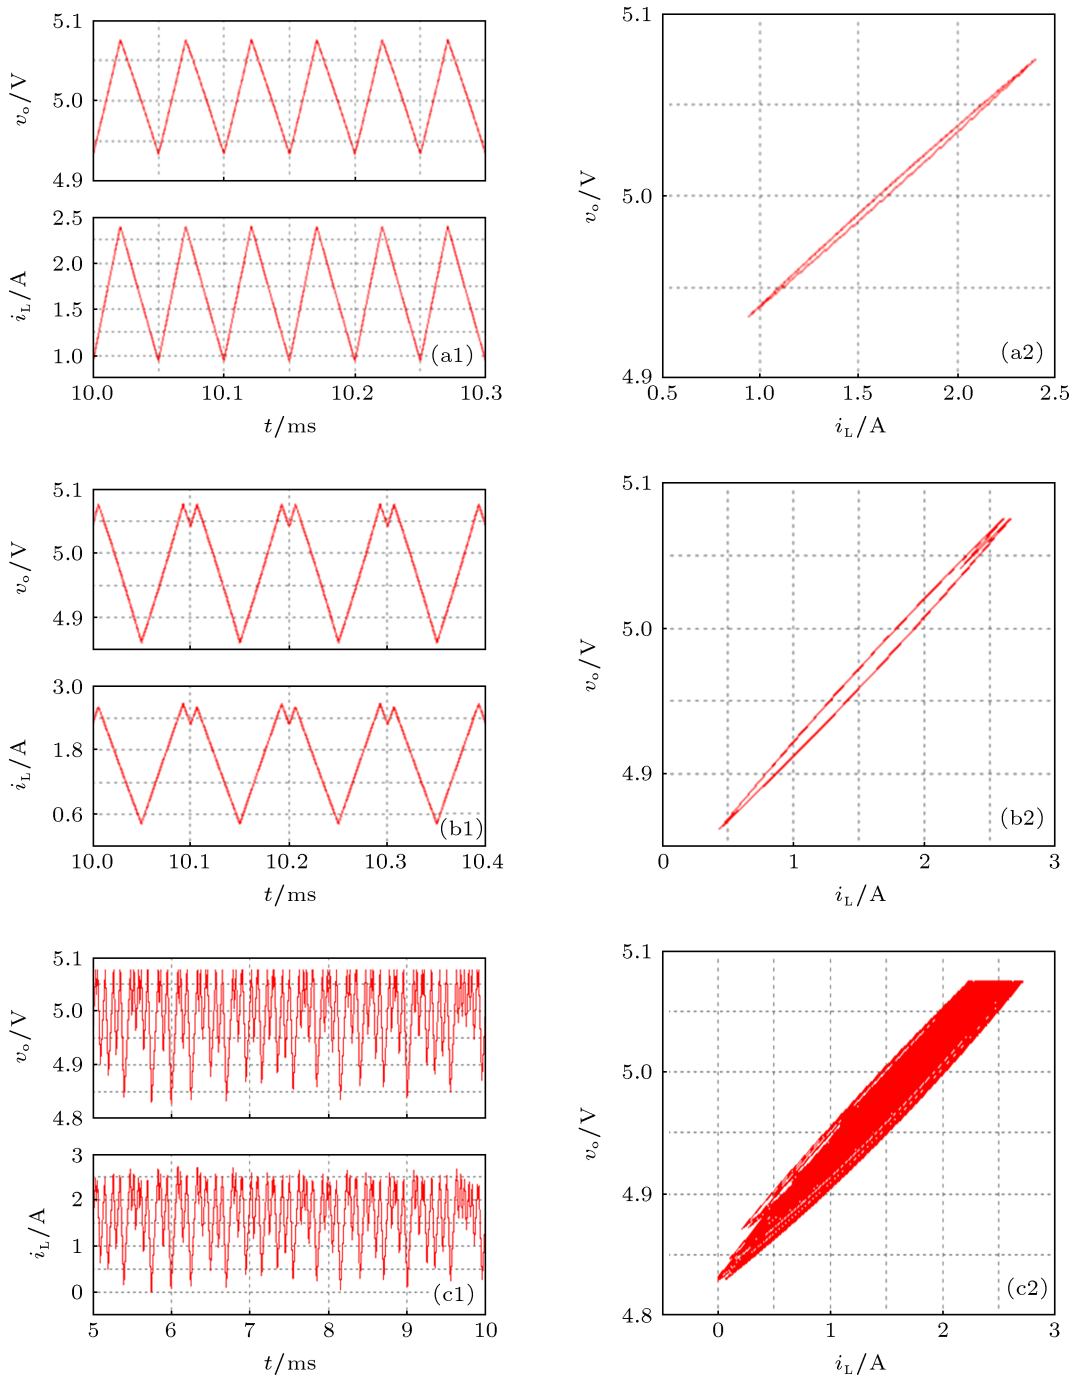 5.1
5.0
4.9
vₒ/V
2.5
2.0
1.5
1.0
i_L/A
(a1)
10.0 10.1 10.2 10.3
t/ms
5.1
5.0
4.9
vₒ/V
(a2)
0.5 1.0 1.5 2.0 2.5
i_L/A
5.1
5.0
4.9
vₒ/V
3.0
1.8
0.6
i_L/A
(b1)
10.0 10.1 10.2 10.3 10.4
t/ms
5.1
5.0
4.9
vₒ/V
(b2)
0 1 2 3
i_L/A
5.1
5.0
4.9
4.8
vₒ/V
3
2
1
0
i_L/A
(c1)
5 6 7 8 9 10
t/ms
5.1
5.0
4.9
4.8
vₒ/V
(c2)
0 1 2 3
i_L/A